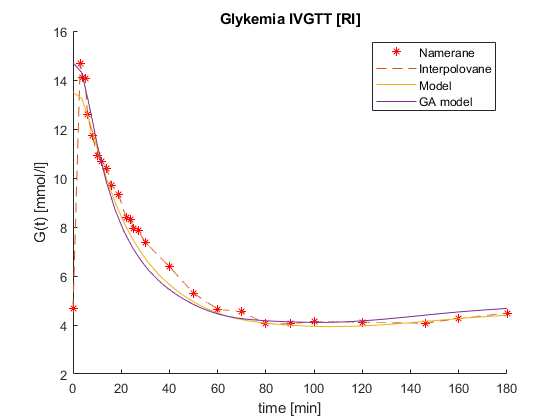 Glykemia IVGTT [RI]
Namerane
Interpolovane
Model
GA model
G(t) [mmol/l]
16
14
12
10
8
6
4
2
0 20 40 60 80 100 120 140 160 180
time [min]